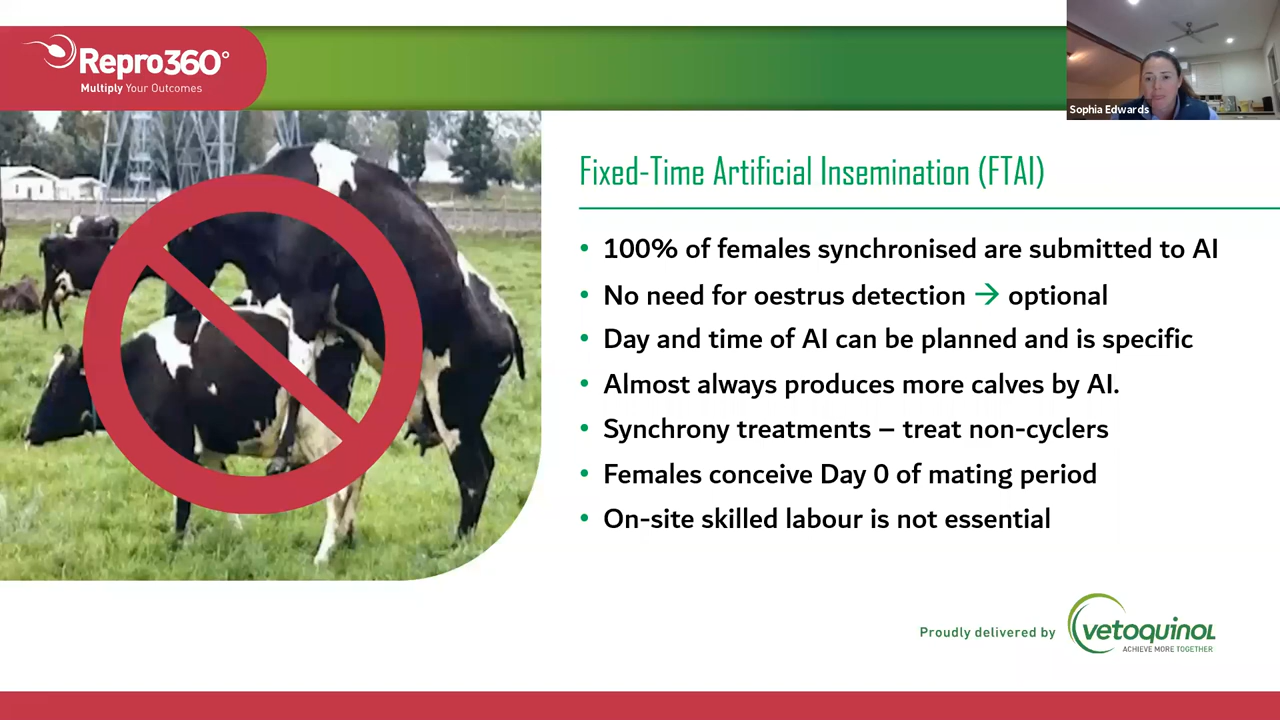 Repro360°
Multiply Your Outcomes
Sophia Edwards
Fixed-Time Artificial Insemination (FTAI)
• 100% of females synchronised are submitted to AI
• No need for oestrus detection → optional
• Day and time of AI can be planned and is specific
• Almost always produces more calves by AI.
• Synchrony treatments – treat non-cyclers
• Females conceive Day 0 of mating period
• On-site skilled labour is not essential
Proudly delivered by
vetoquinol
ACHIEVE MORE TOGETHER